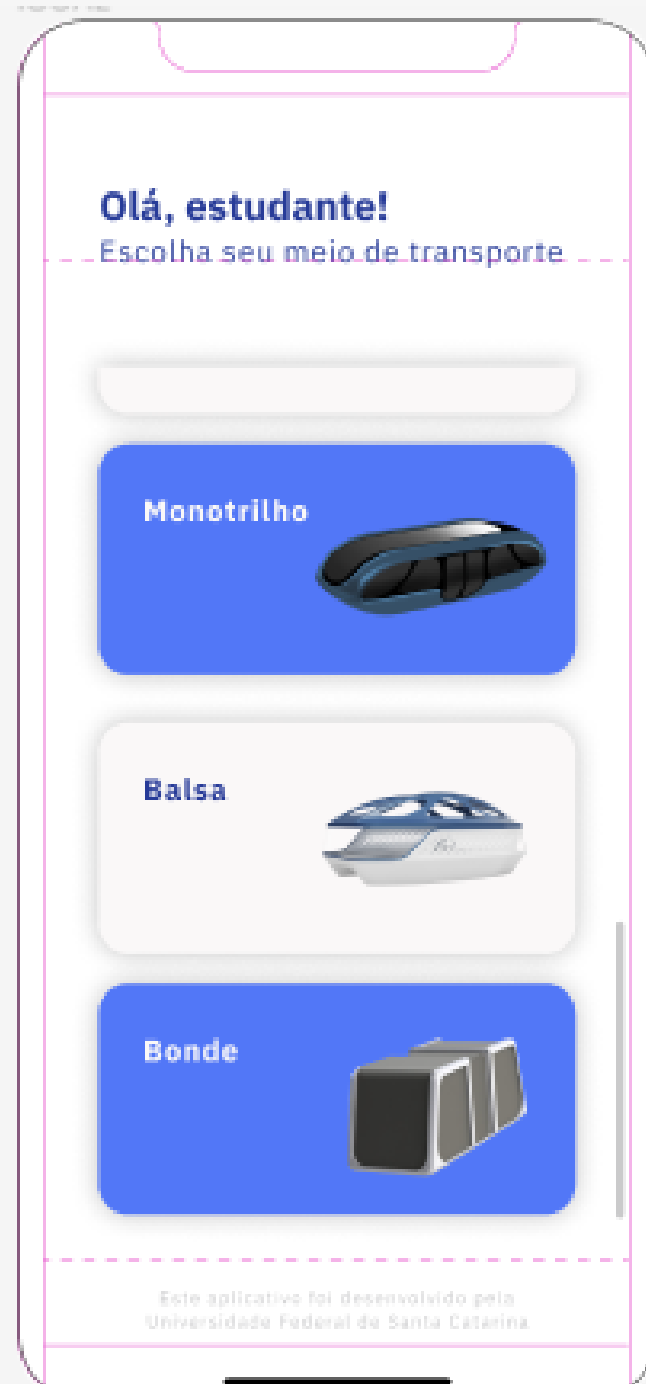 Olá, estudante!
Escolha seu meio de transporte
Monotrilho
Balsa
Bonde
Este aplicativo foi desenvolvido pela
Universidade Federal de Santa Catarina